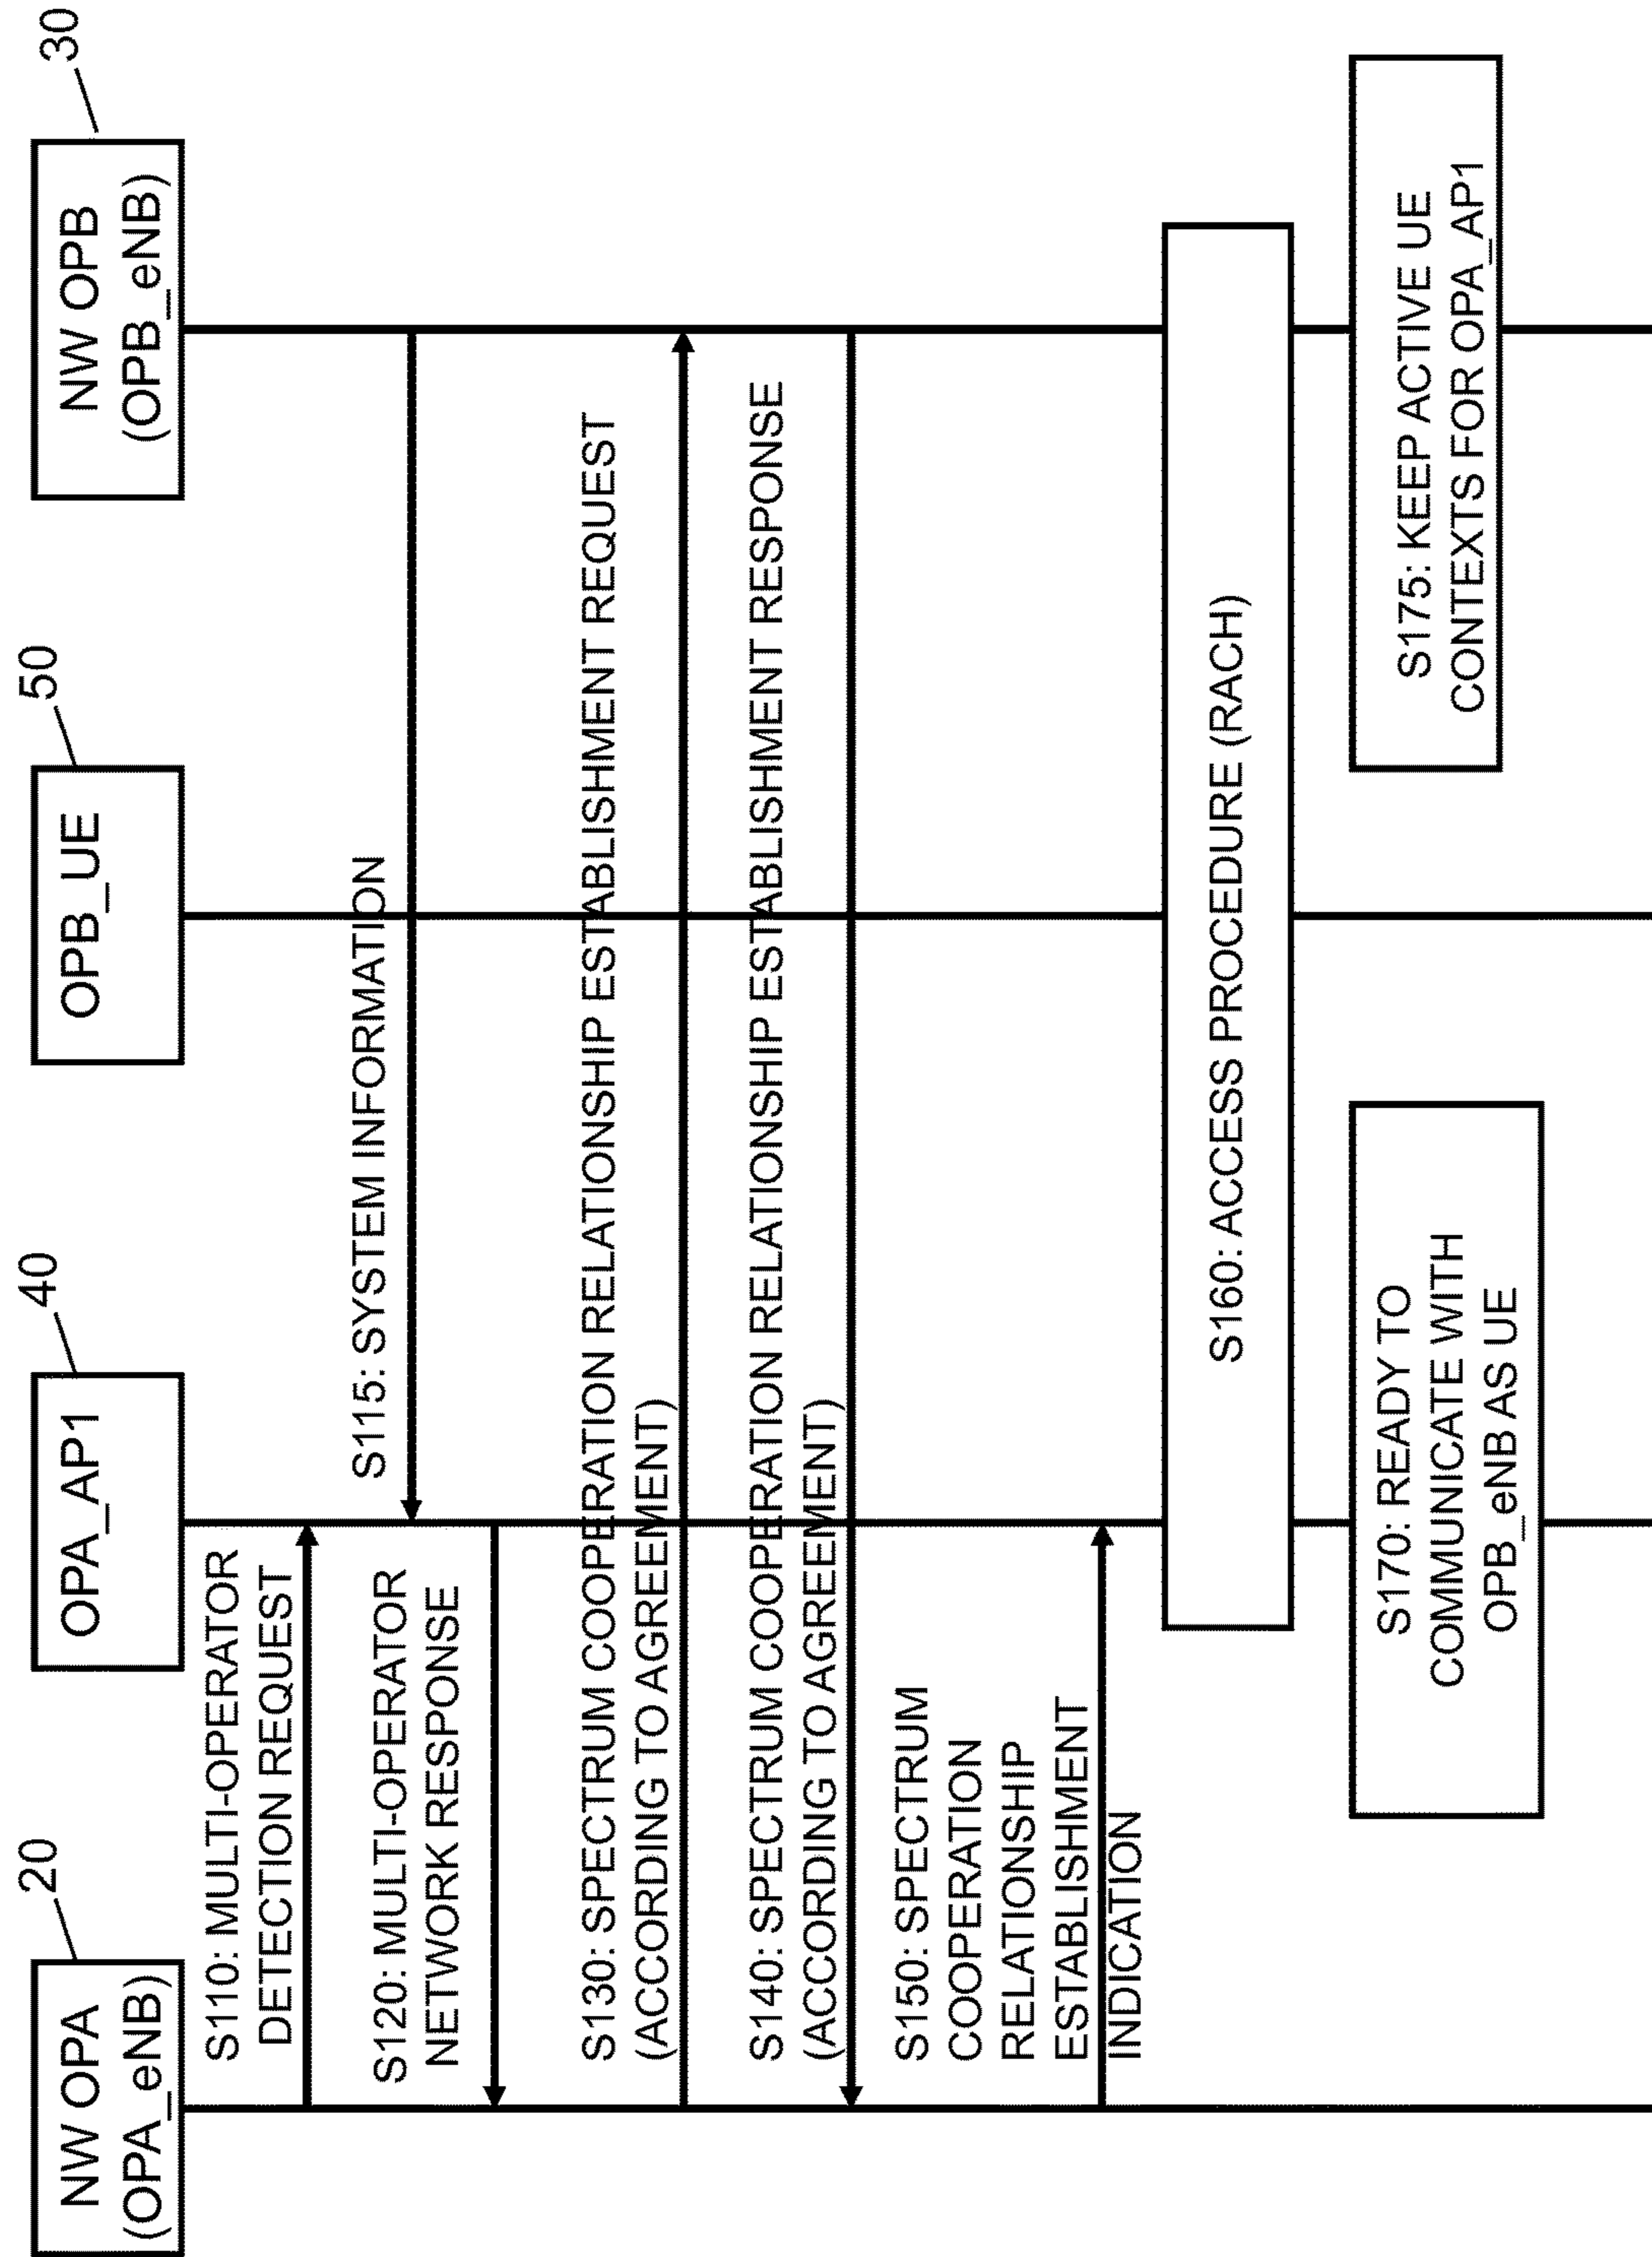 20
NW OPA
(OPA_eNB)
40
OPA_AP1
50
OPB_UE
30
NW OPB
(OPB_eNB)
S110: MULTI-OPERATOR
DETECTION REQUEST
S115: SYSTEM INFORMATION
S120: MULTI-OPERATOR
NETWORK RESPONSE
S130: SPECTRUM COOPERATION RELATIONSHIP ESTABLISHMENT REQUEST
(ACCORDING TO AGREEMENT)
S140: SPECTRUM COOPERATION RELATIONSHIP ESTABLISHMENT RESPONSE
(ACCORDING TO AGREEMENT)
S150: SPECTRUM
COOPERATION
RELATIONSHIP
ESTABLISHMENT
INDICATION
S160: ACCESS PROCEDURE (RACH)
S170: READY TO
COMMUNICATE WITH
OPB_eNB AS UE
S175: KEEP ACTIVE UE
CONTEXTS FOR OPA_AP1